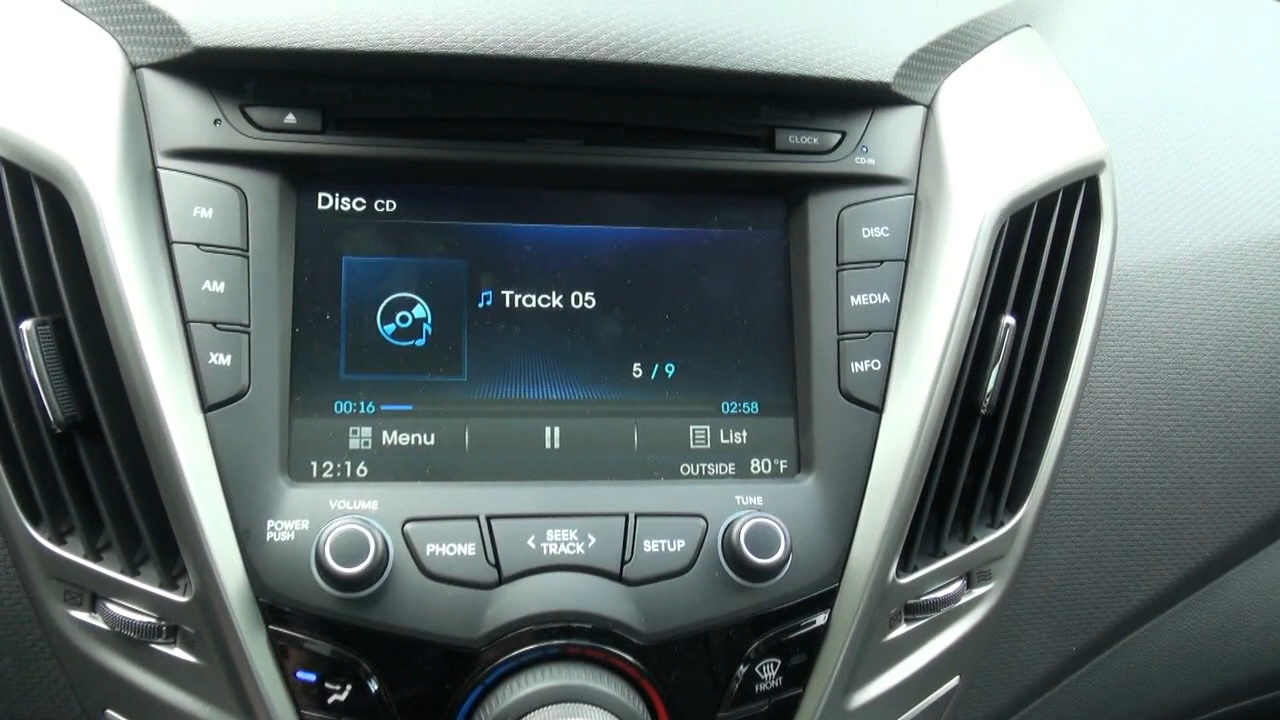 CLOCK
CD-IN
FM
AM
XM
Disc CD
Track 05
5 / 9
00:16
02:58
Menu
List
12:16
OUTSIDE 80°F
DISC
MEDIA
INFO
VOLUME
POWER
PUSH
PHONE
< SEEK
TRACK >
SETUP
TUNE
FRONT